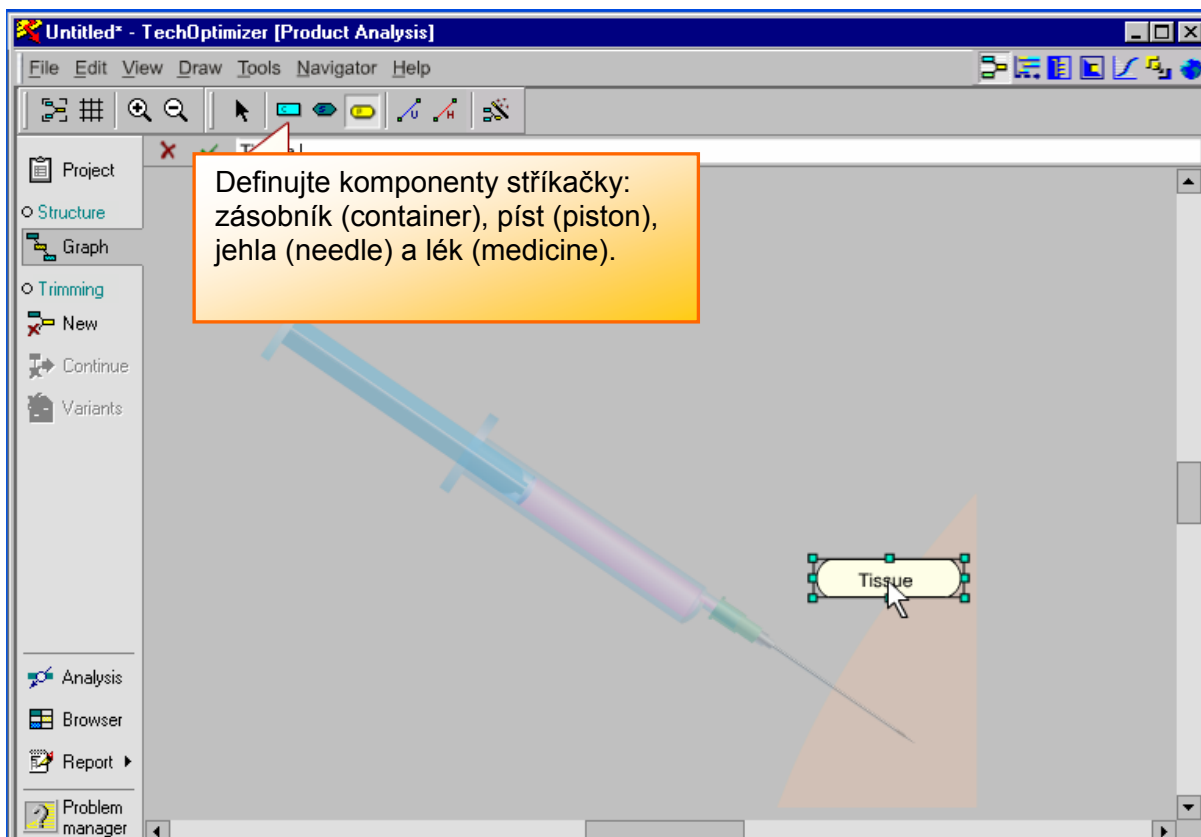 Untitled* - TechOptimizer [Product Analysis]
File Edit View Draw Tools Navigator Help
C S P U H
Project
Structure
Graph
Trimming
New
Continue
Variants
Definujte komponenty stříkačky:
zásobník (container), píst (piston),
jehla (needle) a lék (medicine).
Tissue
Analysis
Browser
Report
Problem
manager